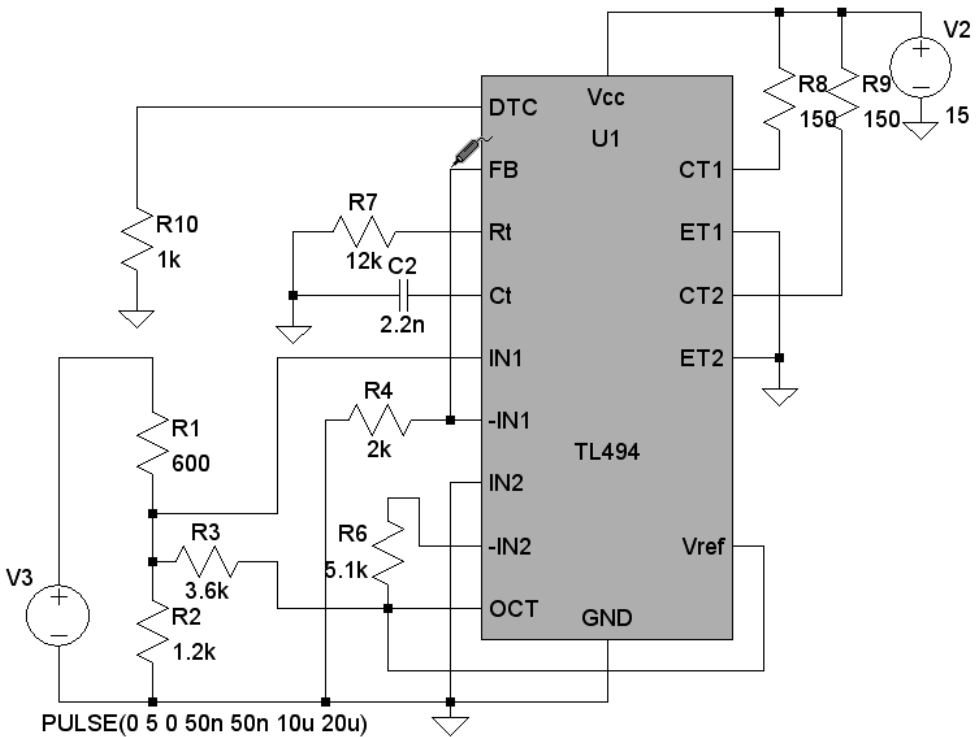 V2
15
R8
150
R9
150
Vcc
U1
DTC
FB
Rt
Ct
IN1
-IN1
IN2
-IN2
OCT
CT1
ET1
CT2
ET2
TL494
Vref
GND
R10
1k
R7
12k
C2
2.2n
R4
2k
R1
600
R3
3.6k
R6
5.1k
R2
1.2k
V3
PULSE(0 5 0 50n 50n 10u 20u)
+
−
+
−